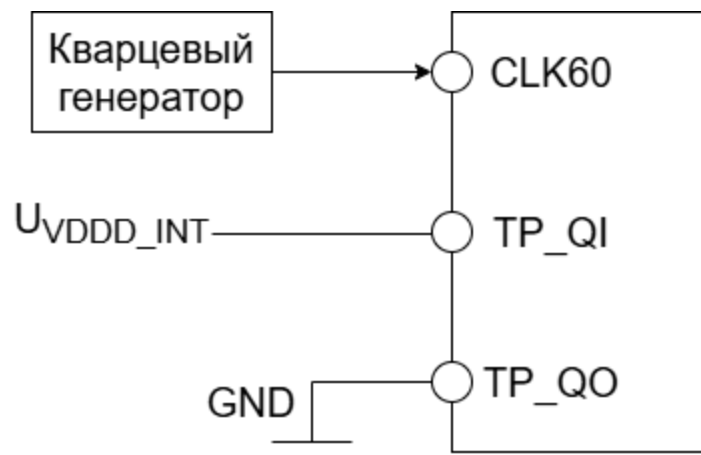 Кварцевый
генератор
CLK60
UVDDD_INT
TP_QI
GND
TP_QO